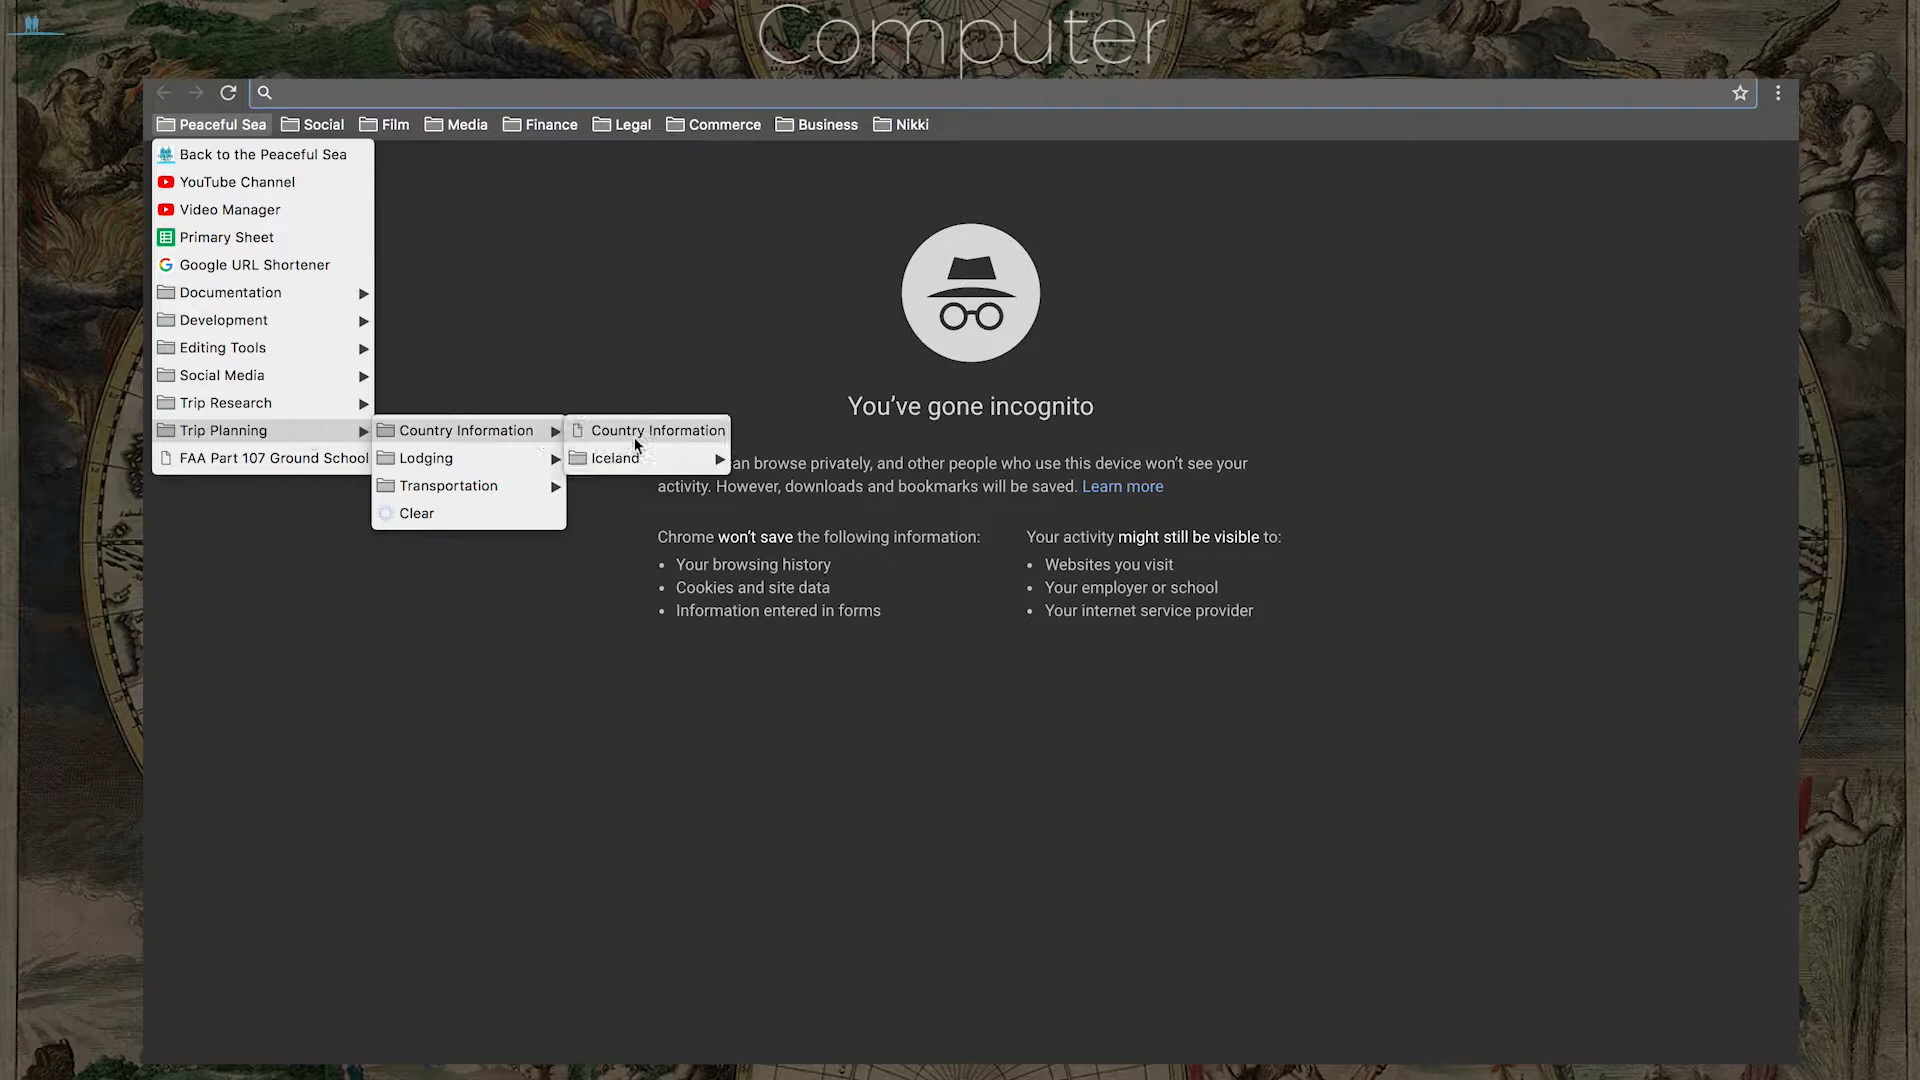 Computer
Peaceful Sea Social Film Media Finance Legal Commerce Business Nikki
Back to the Peaceful Sea
YouTube Channel
Video Manager
Primary Sheet
Google URL Shortener
Documentation
Development
Editing Tools
Social Media
Trip Research
Trip Planning
FAA Part 107 Ground School
Country Information
Lodging
Transportation
Clear
Country Information
Iceland
You've gone incognito
an browse privately, and other people who use this device won't see your
activity. However, downloads and bookmarks will be saved. Learn more
Chrome won't save the following information:
• Your browsing history
• Cookies and site data
• Information entered in forms
Your activity might still be visible to:
• Websites you visit
• Your employer or school
• Your internet service provider